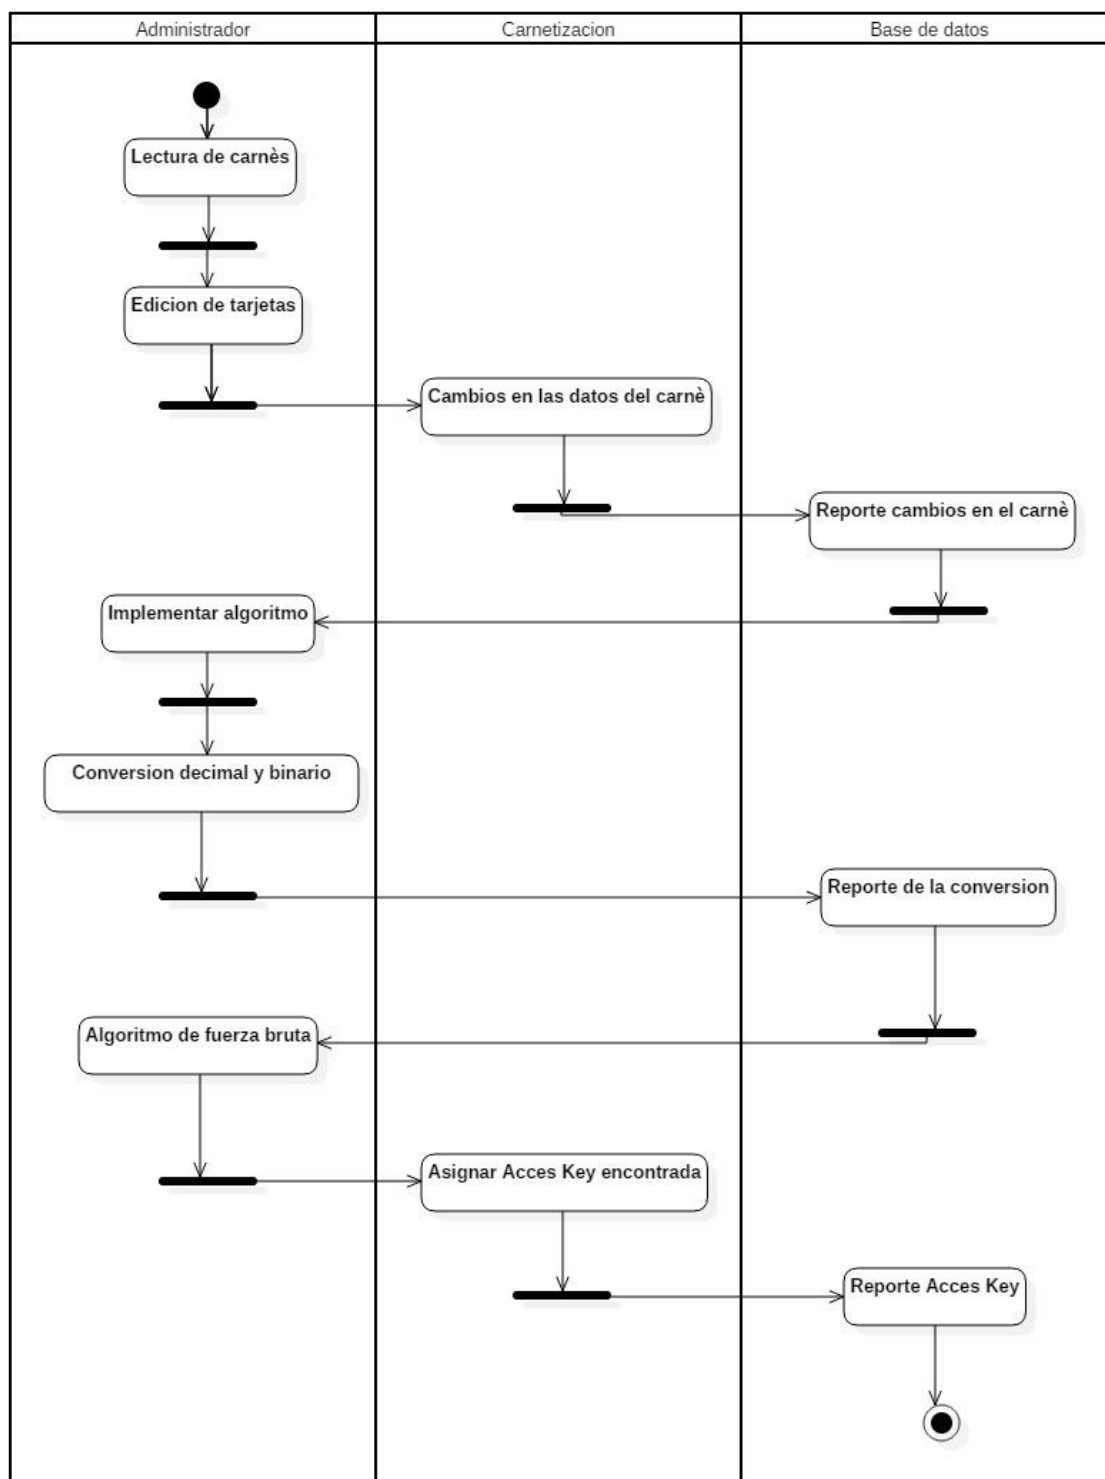 Administrador
Carnetizacion
Base de datos
Lectura de carnès
Edicion de tarjetas
Cambios en las datos del carnè
Reporte cambios en el carnè
Implementar algoritmo
Conversion decimal y binario
Reporte de la conversion
Algoritmo de fuerza bruta
Asignar Acces Key encontrada
Reporte Acces Key